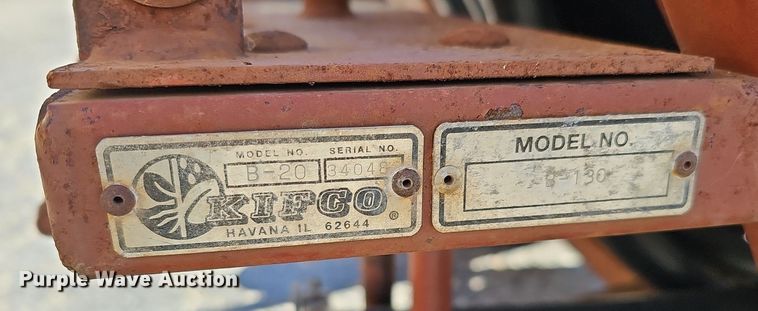 MODEL NO. SERIAL NO.
B-20 34048
KIFCO®
HAVANA IL 62644
MODEL NO.
B-130
Purple Wave Auction